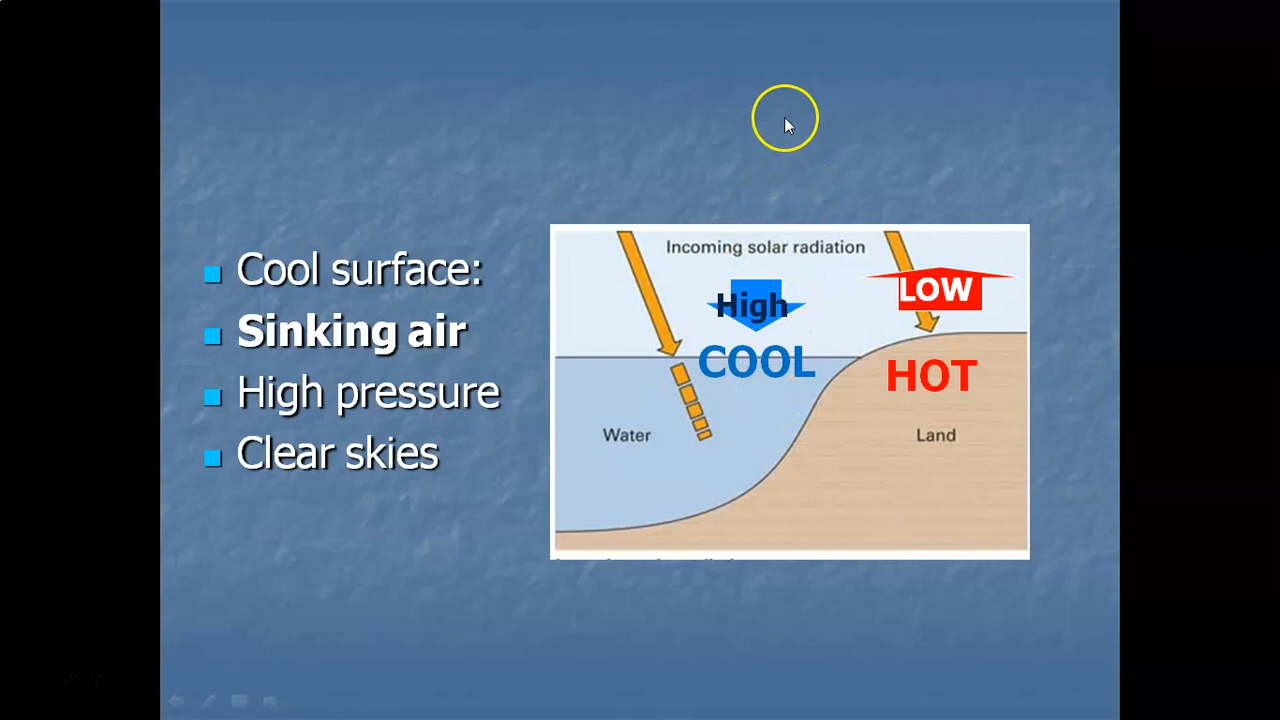 Cool surface:
Sinking air
High pressure
Clear skies
Incoming solar radiation
High
LOW
COOL
HOT
Water
Land